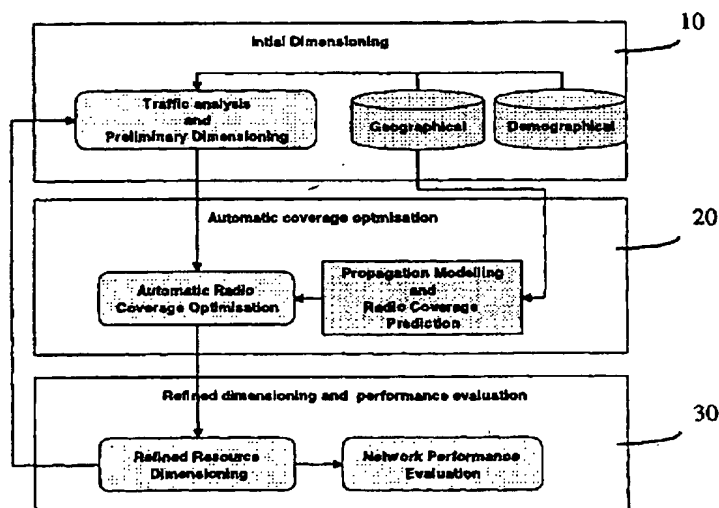 Intial Dimensioning
10
Traffic analysis
and
Preliminary Dimensioning
Geographical
Demographical
Automatic coverage optmisation
20
Automatic Radio
Coverage Optimisation
Propagation Modelling
and
Radio Coverage
Prediction
Refined dimensioning and performance evaluation
30
Refined Resource
Dimensioning
Network Performance
Evaluation